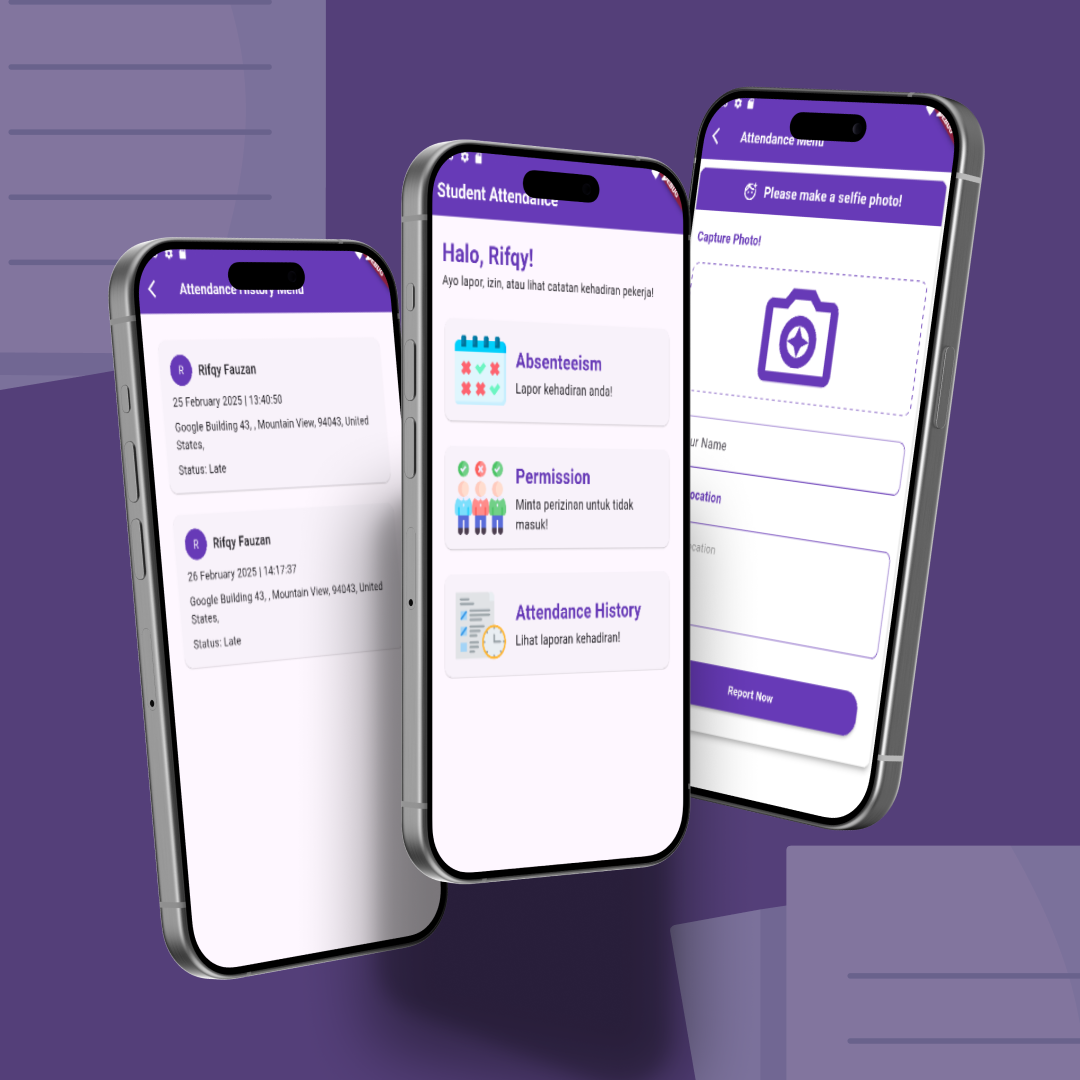 Attendance History Menu
R
Rifqy Fauzan
25 February 2025 | 13:40:50
Google Building 43, , Mountain View, 94043, United
States,
Status: Late
R
Rifqy Fauzan
26 February 2025 | 14:17:37
Google Building 43, , Mountain View, 94043, United
States,
Status: Late
Student Attendance
Halo, Rifqy!
Ayo lapor, izin, atau lihat catatan kehadiran pekerja!
Absenteeism
Lapor kehadiran anda!
Permission
Minta perizinan untuk tidak
masuk!
Attendance History
Lihat laporan kehadiran!
Attendance Menu
Please make a selfie photo!
Capture Photo!
ur Name
ocation
ocation
Report Now